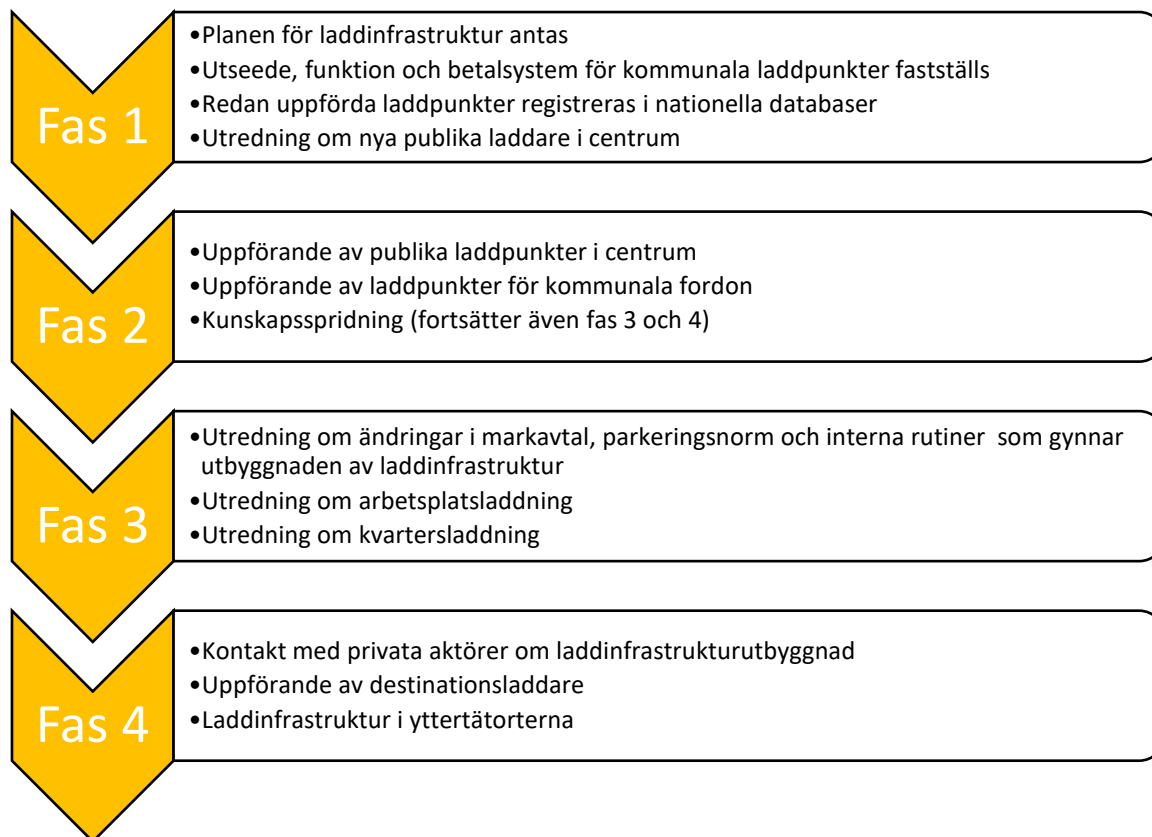 Fas 1
•Planen för laddinfrastruktur antas
•Utseede, funktion och betalsystem för kommunala laddpunkter fastställs
•Redan uppförda laddpunkter registreras i nationella databaser
•Utredning om nya publika laddare i centrum
Fas 2
•Uppförande av publika laddpunkter i centrum
•Uppförande av laddpunkter för kommunala fordon
•Kunskapsspridning (fortsätter även fas 3 och 4)
Fas 3
•Utredning om ändringar i markavtal, parkeringsnorm och interna rutiner  som gynnar
utbyggnaden av laddinfrastruktur
•Utredning om arbetsplatsladdning
•Utredning om kvartersladdning
Fas 4
•Kontakt med privata aktörer om laddinfrastrukturutbyggnad
•Uppförande av destinationsladdare
•Laddinfrastruktur i yttertätorterna